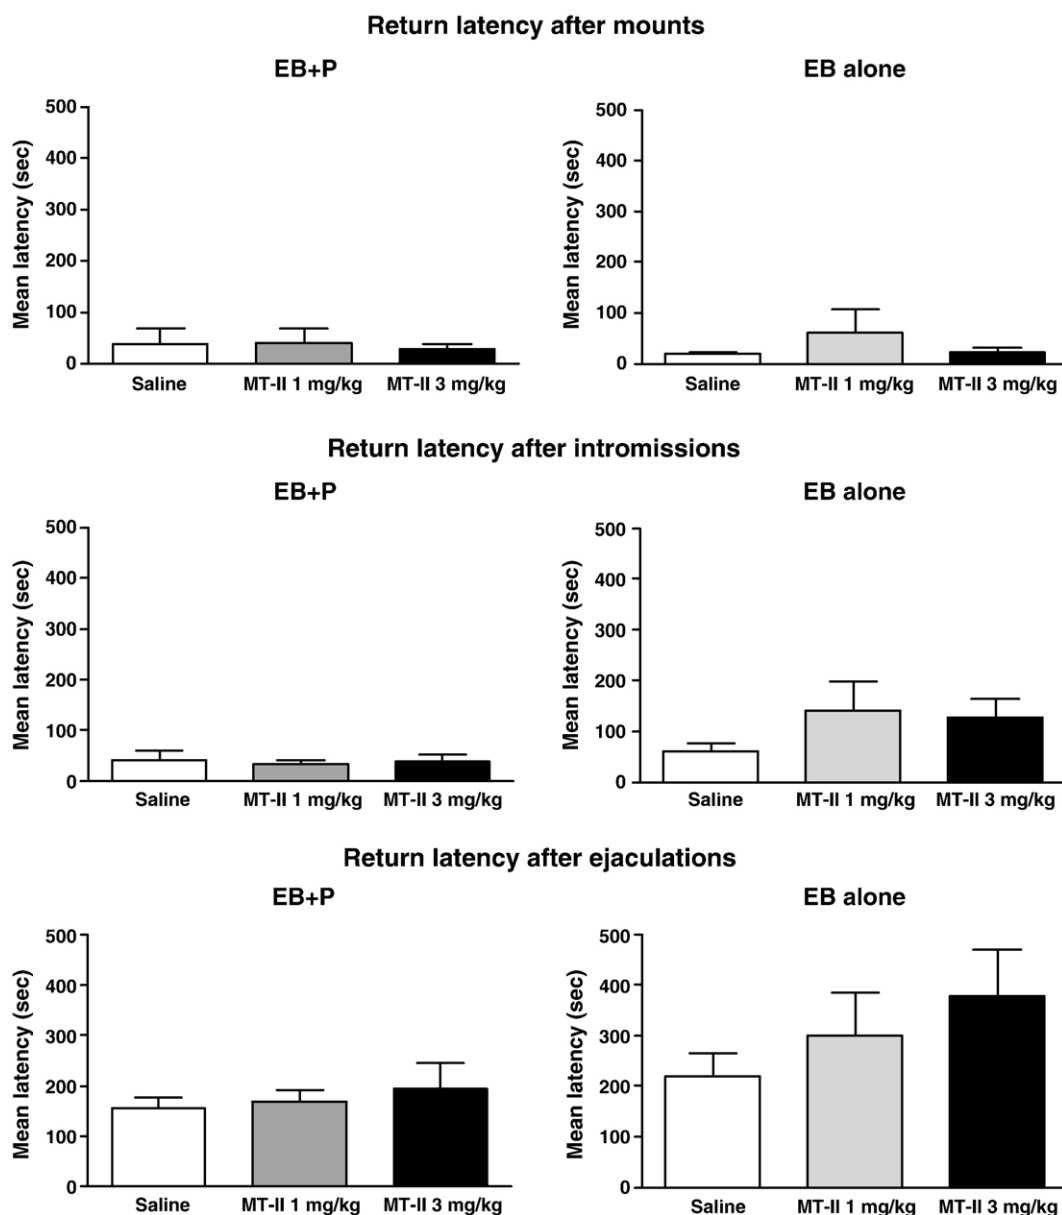 Return latency after mounts
EB+P
EB alone
Mean latency (sec)
500
400
300
200
100
0
Saline
MT-II 1 mg/kg
MT-II 3 mg/kg
Mean latency (sec)
500
400
300
200
100
0
Saline
MT-II 1 mg/kg
MT-II 3 mg/kg
Return latency after intromissions
EB+P
EB alone
Mean latency (sec)
500
400
300
200
100
0
Saline
MT-II 1 mg/kg
MT-II 3 mg/kg
Mean latency (sec)
500
400
300
200
100
0
Saline
MT-II 1 mg/kg
MT-II 3 mg/kg
Return latency after ejaculations
EB+P
EB alone
Mean latency (sec)
500
400
300
200
100
0
Saline
MT-II 1 mg/kg
MT-II 3 mg/kg
Mean latency (sec)
500
400
300
200
100
0
Saline
MT-II 1 mg/kg
MT-II 3 mg/kg